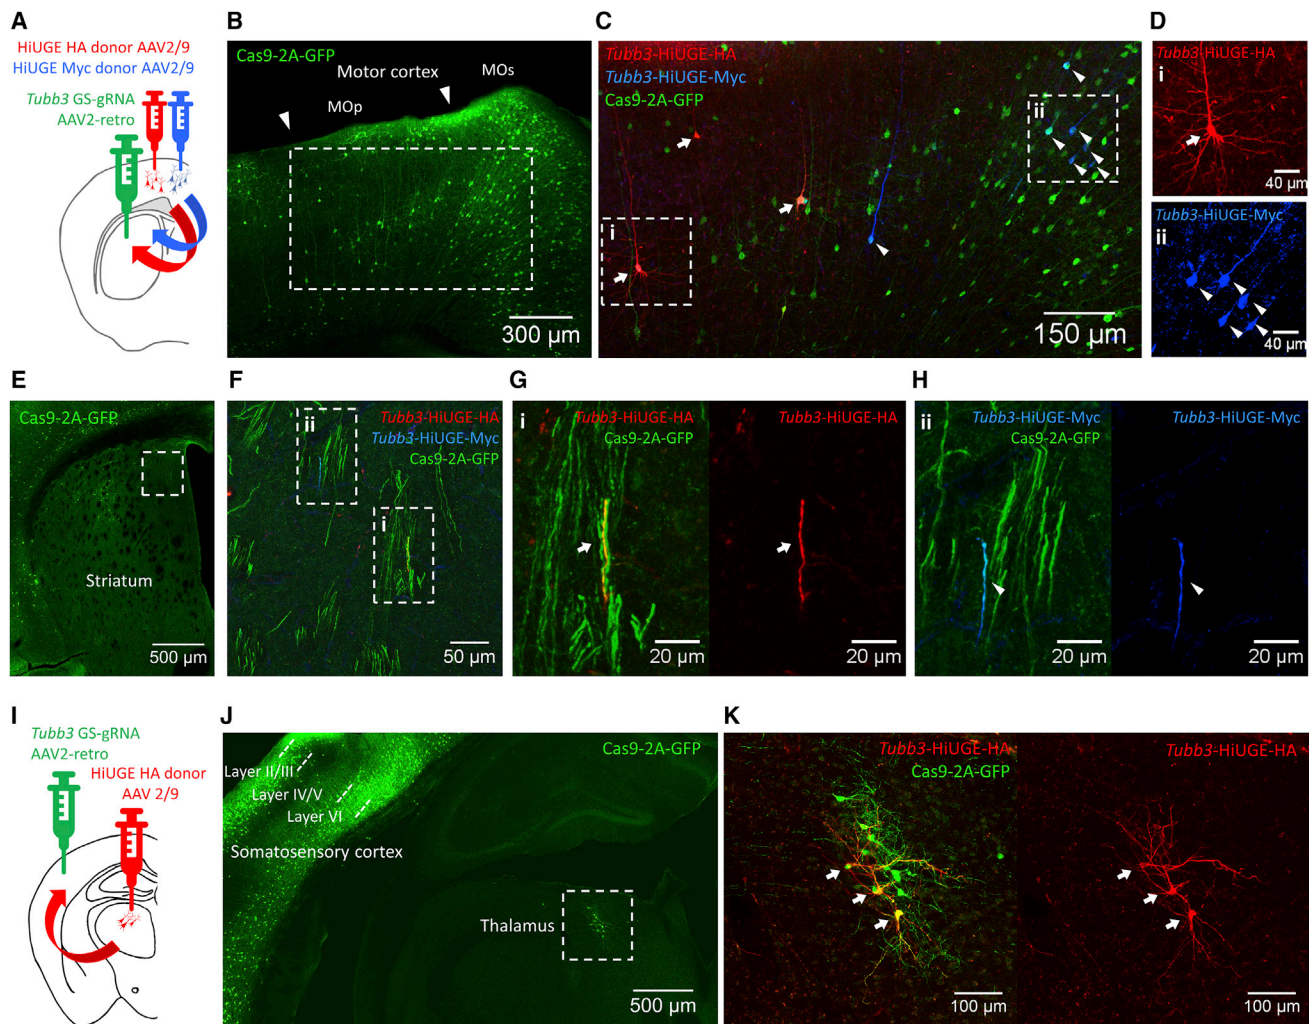 A
HiUGE HA donor AAV2/9
HiUGE Myc donor AAV2/9
Tubb3 GS-gRNA
AAV2-retro
B
Cas9-2A-GFP
Motor cortex
MOs
MOp
300 µm
C
Tubb3-HiUGE-HA
Tubb3-HiUGE-Myc
Cas9-2A-GFP
ii
i
150 µm
D
Tubb3-HiUGE-HA
i
40 µm
Tubb3-HiUGE-Myc
ii
40 µm
E
Cas9-2A-GFP
Striatum
500 µm
F
Tubb3-HiUGE-HA
Tubb3-HiUGE-Myc
Cas9-2A-GFP
ii
i
50 µm
G
i
Tubb3-HiUGE-HA
Cas9-2A-GFP
20 µm
Tubb3-HiUGE-HA
20 µm
H
ii
Tubb3-HiUGE-Myc
Cas9-2A-GFP
20 µm
Tubb3-HiUGE-Myc
20 µm
I
Tubb3 GS-gRNA
AAV2-retro
HiUGE HA donor
AAV 2/9
J
Cas9-2A-GFP
Layer II/III
Layer IV/V
Layer VI
Somatosensory cortex
Thalamus
500 µm
K
Tubb3-HiUGE-HA
Cas9-2A-GFP
100 µm
Tubb3-HiUGE-HA
100 µm